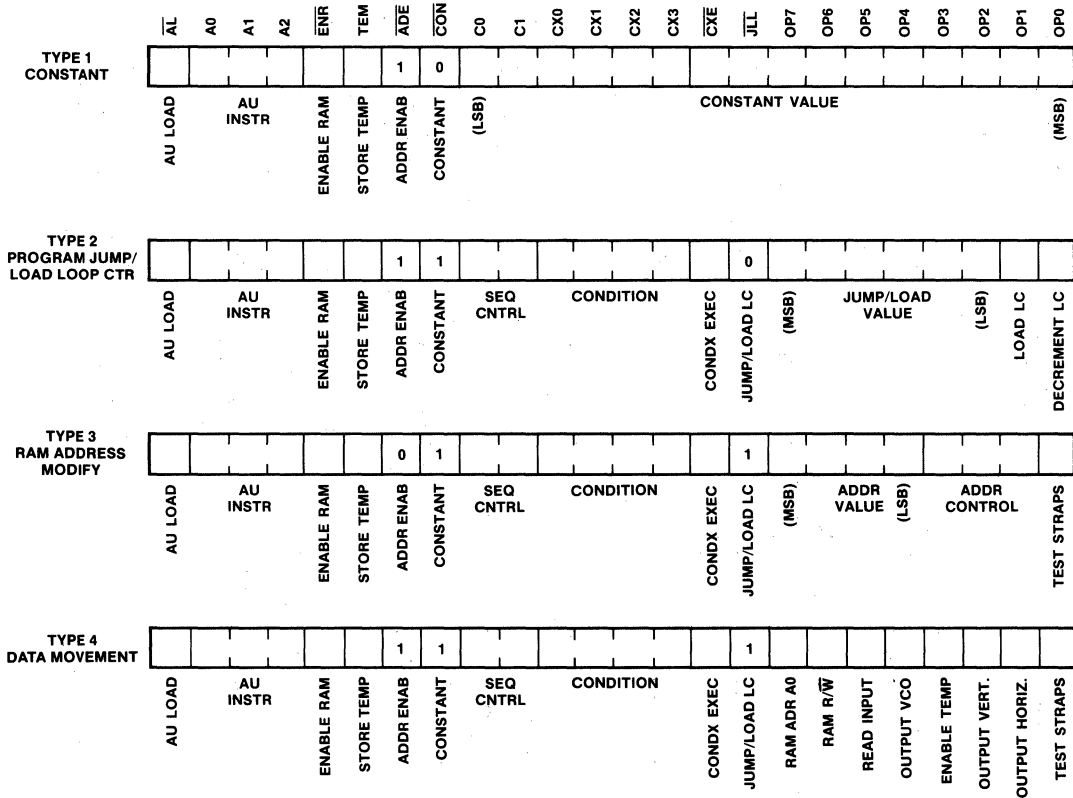 A̅L̅ A0 A1 A2 E̅N̅R̅ TEM A̅D̅E̅ C̅O̅N̅ C0 C1 CX0 CX1 CX2 CX3 C̅X̅E̅ J̅L̅L̅ OP7 OP6 OP5 OP4 OP3 OP2 OP1 OP0
TYPE 1
CONSTANT
1 0
AU LOAD
AU
INSTR
ENABLE RAM
STORE TEMP
ADDR ENAB
CONSTANT
(LSB)
CONSTANT VALUE
(MSB)
TYPE 2
PROGRAM JUMP/
LOAD LOOP CTR
1 1 0
AU LOAD
AU
INSTR
ENABLE RAM
STORE TEMP
ADDR ENAB
CONSTANT
SEQ
CNTRL
CONDITION
CONDX EXEC
JUMP/LOAD LC
(MSB)
JUMP/LOAD
VALUE
(LSB)
LOAD LC
DECREMENT LC
TYPE 3
RAM ADDRESS
MODIFY
0 1 1
AU LOAD
AU
INSTR
ENABLE RAM
STORE TEMP
ADDR ENAB
CONSTANT
SEQ
CNTRL
CONDITION
CONDX EXEC
JUMP/LOAD LC
(MSB)
ADDR
VALUE
(LSB)
ADDR
CONTROL
TEST STRAPS
TYPE 4
DATA MOVEMENT
1 1 1
AU LOAD
AU
INSTR
ENABLE RAM
STORE TEMP
ADDR ENAB
CONSTANT
SEQ
CNTRL
CONDITION
CONDX EXEC
JUMP/LOAD LC
RAM ADR A0
RAM R/W̅
READ INPUT
OUTPUT VCO
ENABLE TEMP
OUTPUT VERT.
OUTPUT HORIZ.
TEST STRAPS